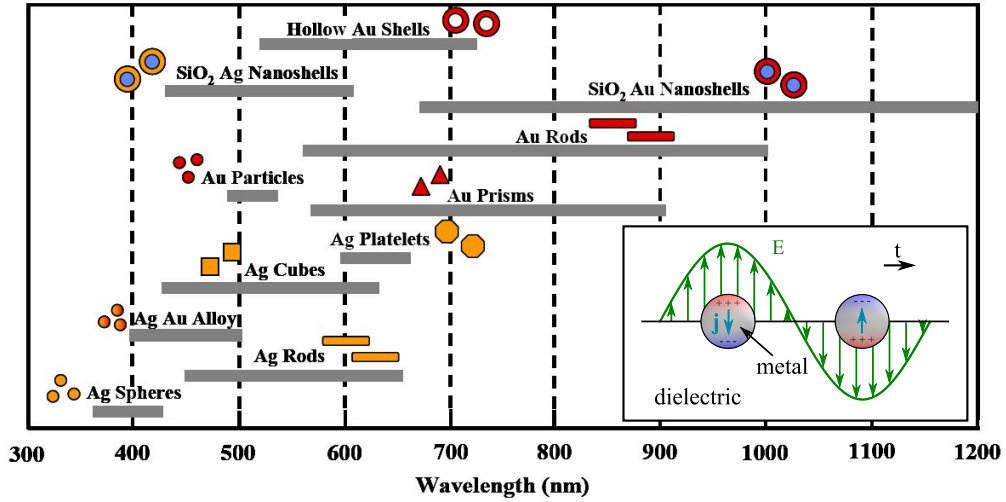 Hollow Au Shells
SiO2 Ag Nanoshells
SiO2 Au Nanoshells
Au Rods
Au Particles
Au Prisms
Ag Platelets
Ag Cubes
Ag Au Alloy
Ag Rods
Ag Spheres
E
t
+ + +
j
- - -
- - -
+ + +
metal
dielectric
300 400 500 600 700 800 900 1000 1100 1200
Wavelength (nm)